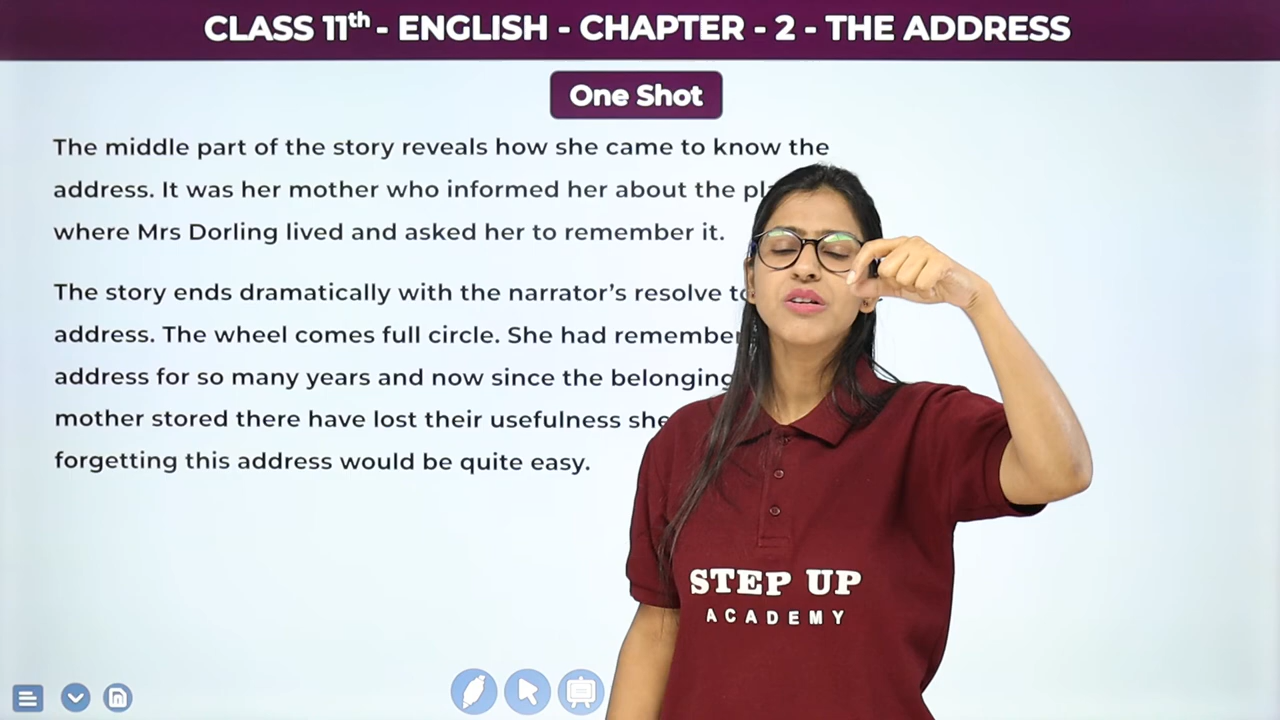 CLASS 11th - ENGLISH - CHAPTER - 2 - THE ADDRESS
One Shot
The middle part of the story reveals how she came to know the
address. It was her mother who informed her about the
where Mrs Dorling lived and asked her to remember it.
The story ends dramatically with the narrator's resolve
address. The wheel comes full circle. She had
address for so many years and now since the
mother stored there have lost their usefulness she
forgetting this address would be quite easy.
STEP UP
ACADEMY